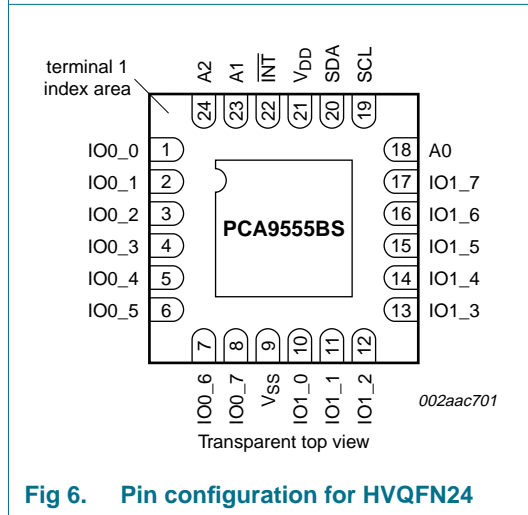 terminal 1
index area
A2
A1
INT
VDD
SDA
SCL
24
23
22
21
20
19
IO0_0 1
IO0_1 2
IO0_2 3
IO0_3 4
IO0_4 5
IO0_5 6
PCA9555BS
18 A0
17 IO1_7
16 IO1_6
15 IO1_5
14 IO1_4
13 IO1_3
7
8
9
10
11
12
IO0_6
IO0_7
VSS
IO1_0
IO1_1
IO1_2
002aac701
Transparent top view
Fig 6. Pin configuration for HVQFN24